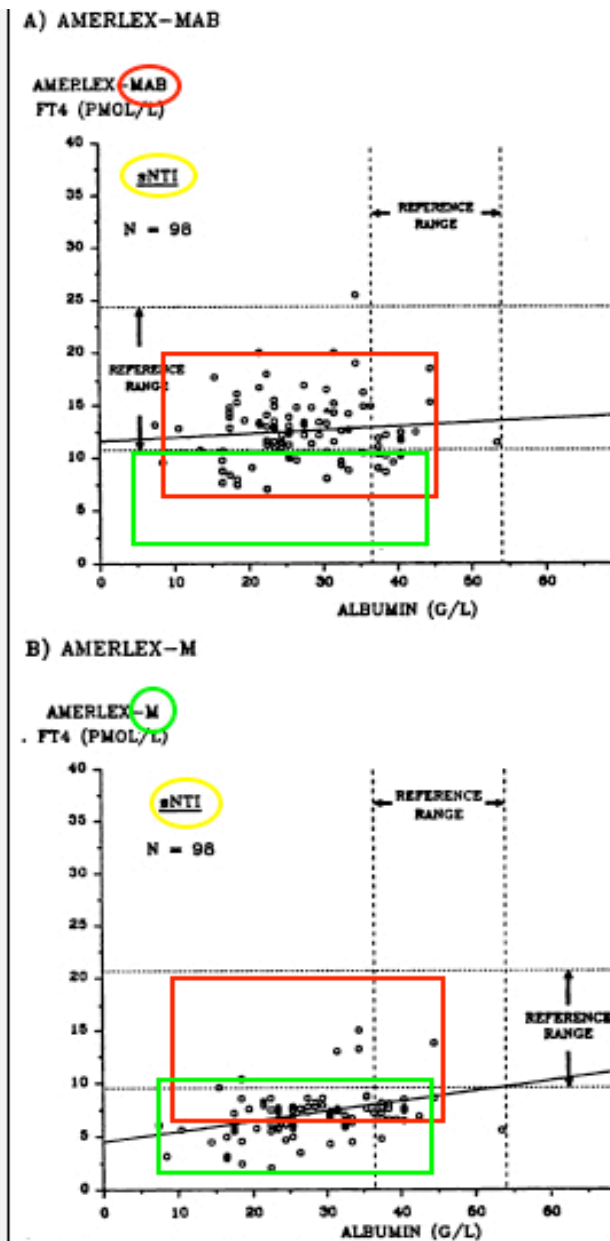 A) AMERLEX-MAB
AMERLEX-MAB
FT4 (PMOL/L)
40
35
sNTI
N = 98
REFERENCE
RANGE
30
25
20
REFERENCE
RANGE
15
10
5
0
0 10 20 30 40 50 60
ALBUMIN (G/L)
B) AMERLEX-M
AMERLEX-M
. FT4 (PMOL/L)
40
sNTI
REFERENCE
RANGE
35
N = 98
30
25
20
REFERENCE
RANGE
15
10
5
0
0 10 20 30 40 50 60
ALBUMIN (G/L)